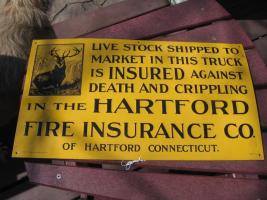 LIVE STOCK SHIPPED TO
MARKET IN THIS TRUCK
IS INSURED AGAINST
DEATH AND CRIPPLING
IN THE HARTFORD
FIRE INSURANCE CO.
OF HARTFORD CONNECTICUT.